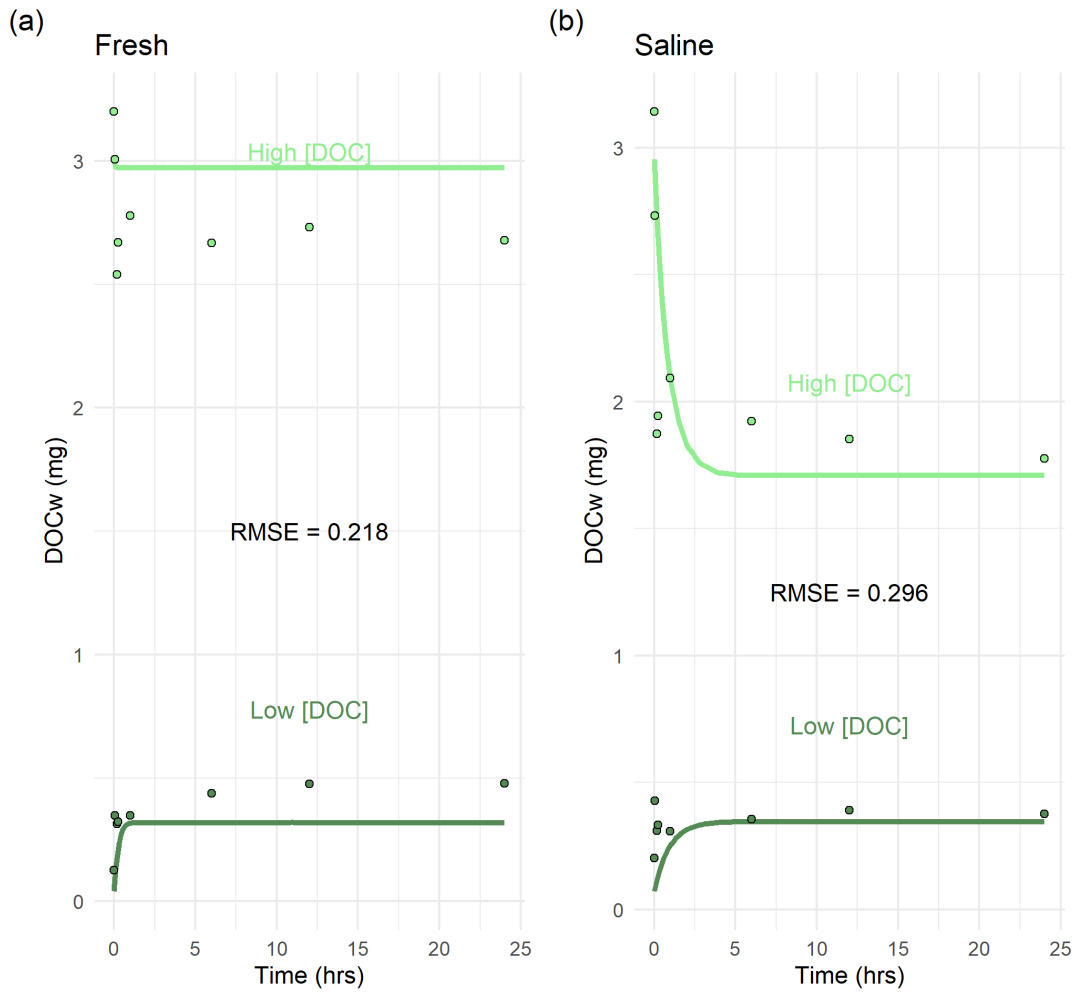 (a)
Fresh
DOCw (mg)
3
2
1
0
High [DOC]
RMSE = 0.218
Low [DOC]
0 5 10 15 20 25
Time (hrs)
(b)
Saline
DOCw (mg)
3
2
1
0
High [DOC]
RMSE = 0.296
Low [DOC]
0 5 10 15 20 25
Time (hrs)